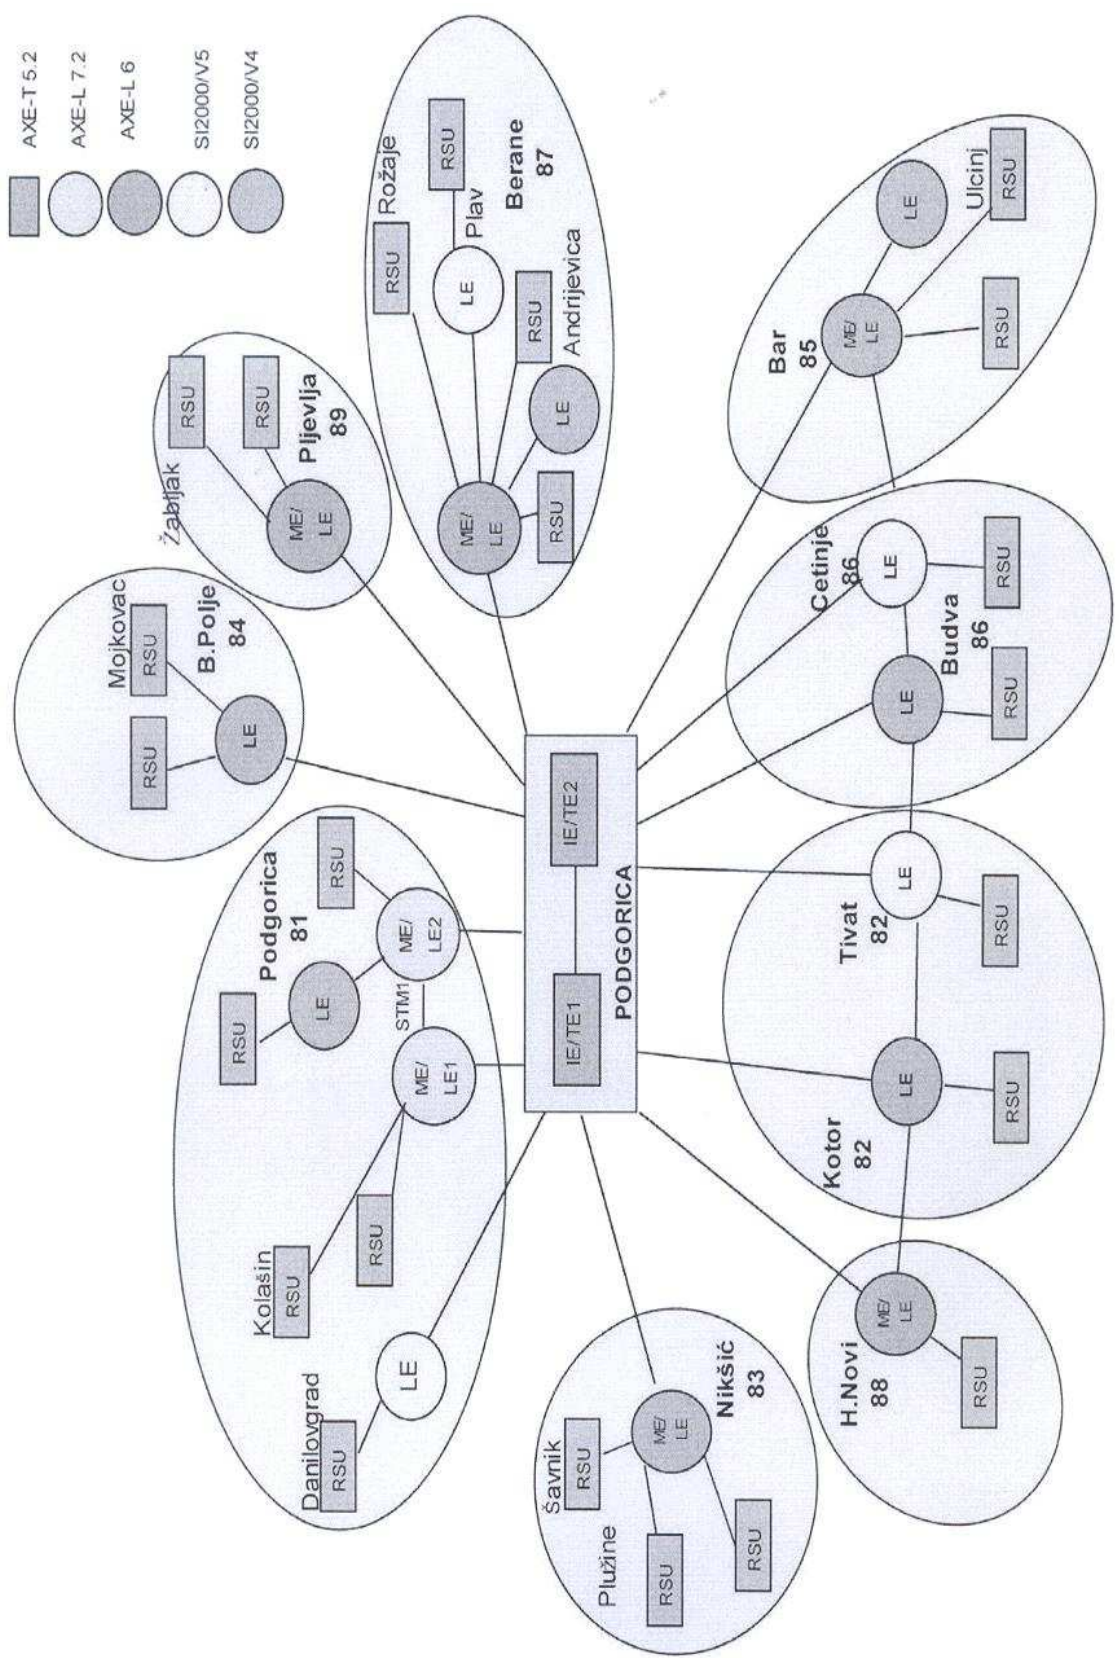 AXE-T 5.2
AXE-L 7.2
AXE-L 6
SI2000/V5
SI2000/V4
Danilovgrad
RSU
LE
Kolašin
RSU
RSU
RSU
Podgorica
81
LE
RSU
STM1
ME/
LE1
ME/
LE2
Mojkovac
RSU
RSU
B.Polje
84
LE
Žabljak
RSU
RSU
Pljevlja
89
ME/
LE
Rožaje
RSU
RSU
Plav
LE
Berane
87
RSU
Andrijevica
LE
RSU
ME/
LE
IE/TE1
IE/TE2
PODGORICA
Šavnik
RSU
Plužine
RSU
RSU
ME/
LE
Nikšić
83
H.Novi
88
ME/
LE
RSU
Kotor
82
LE
RSU
Tivat
82
LE
RSU
Cetinje
86
LE
RSU
Budva
86
LE
RSU
Bar
85
ME/
LE
LE
Ulcinj
RSU
RSU